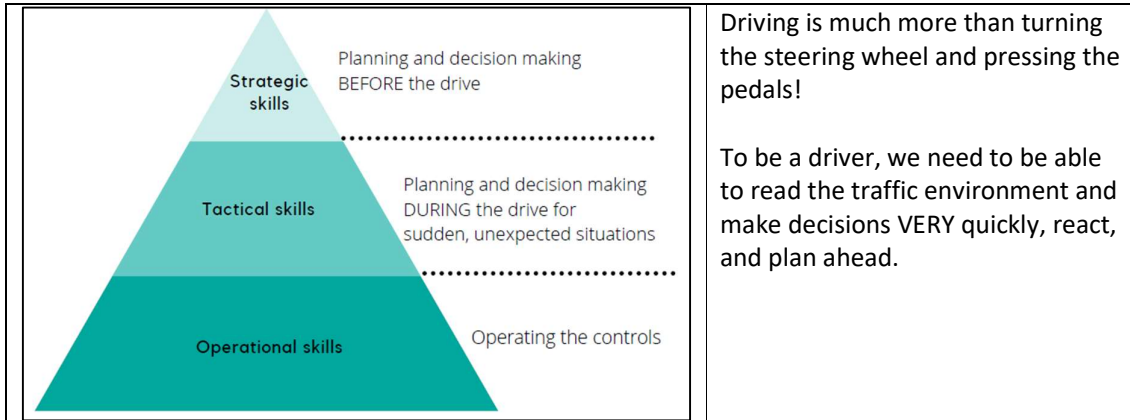 Strategic
skills
Planning and decision making
BEFORE the drive
Tactical skills
Planning and decision making
DURING the drive for
sudden, unexpected situations
Operational skills
Operating the controls
Driving is much more than turning
the steering wheel and pressing the
pedals!
To be a driver, we need to be able
to read the traffic environment and
make decisions VERY quickly, react,
and plan ahead.